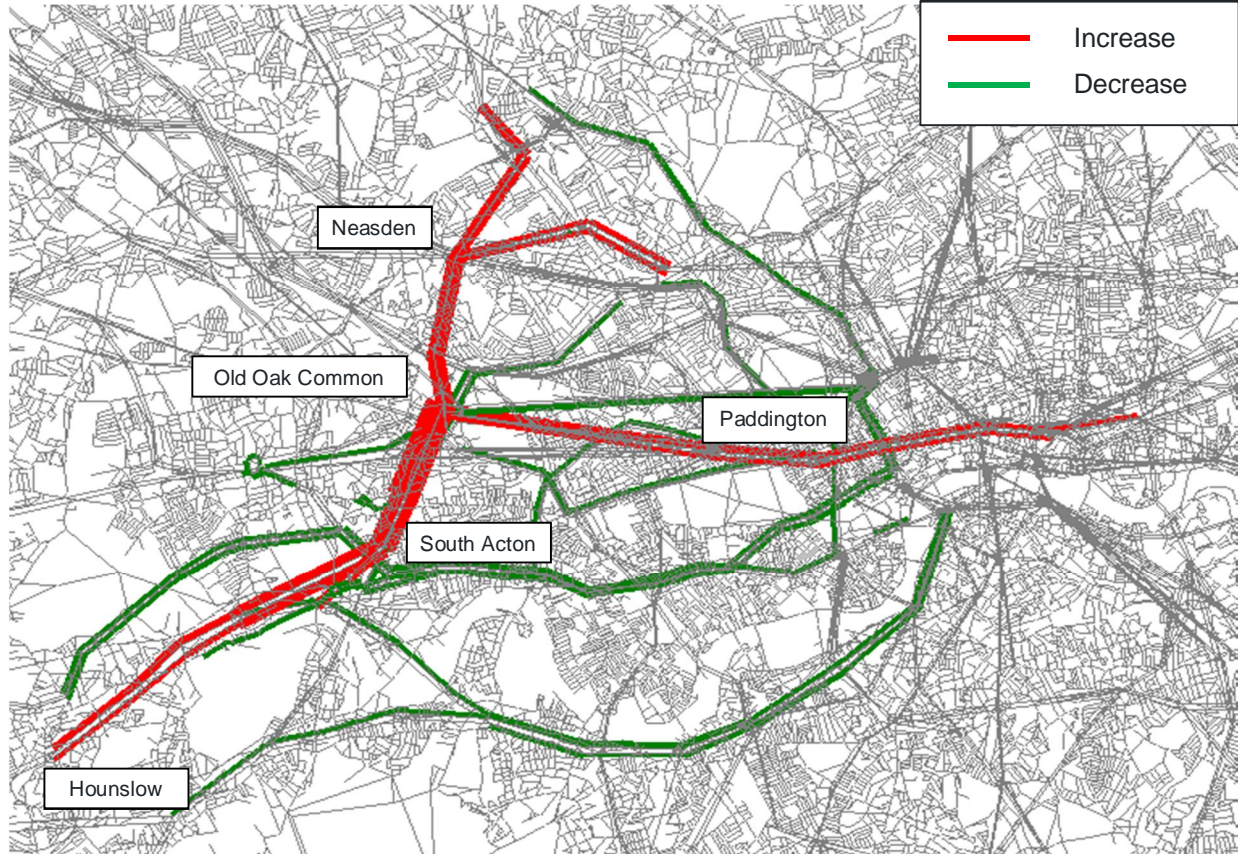 Increase
Decrease
Neasden
Old Oak Common
Paddington
South Acton
Hounslow